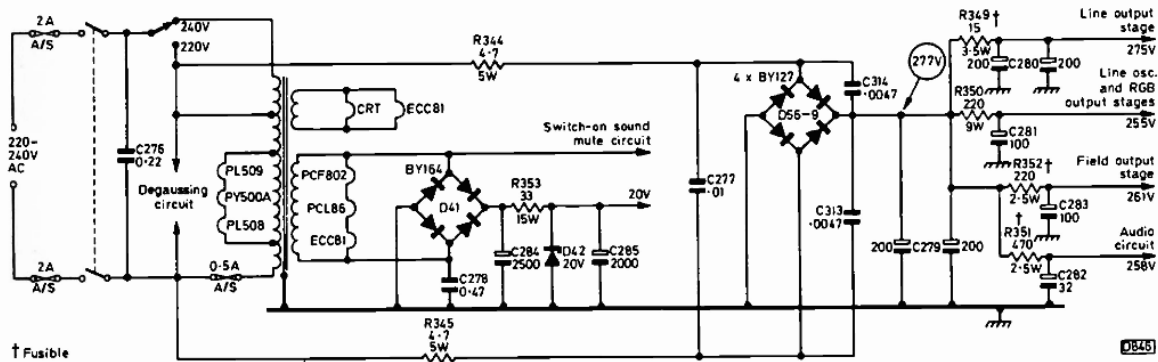 2A
A/S
240V
220V
220–
240V
AC
C276
0·22
Degaussing
circuit
PL509
PY500A
PL508
2A
A/S
0·5A
A/S
† Fusible
CRT
ECC81
PCF802
PCL86
ECC81
R344
4·7
5W
Switch-on sound
mute circuit
BY164
D41
R353
33
15W
20V
C284
2500
D42
20V
C285
2000
C278
0·47
R345
4·7
5W
C277
·01
4 x BY127
D56-9
C314
·0047
C313
·0047
277V
200
C279
200
R349 †
15
3·5W
200
C280
200
Line output
stage
275V
R350
220
9W
C281
100
Line osc.
and RGB
output stages
255V
R352 †
220
2·5W
C283
100
Field output
stage
261V
†
R351
470
2·5W
C282
32
Audio
circuit
258V
D846